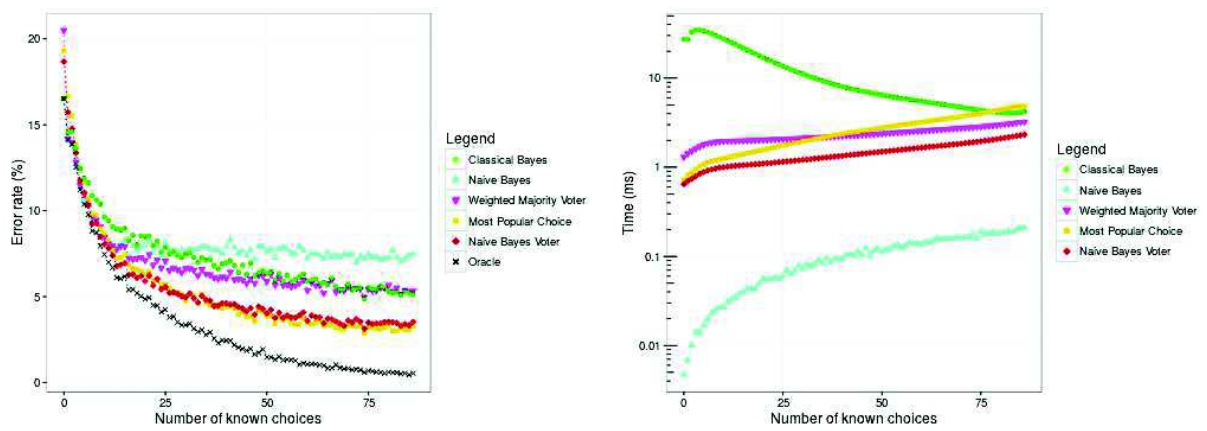 20
15
10
5
0
Error rate (%)
0
25
50
75
Number of known choices
Legend
Classical Bayes
Naive Bayes
Weighted Majority Voter
Most Popular Choice
Naive Bayes Voter
Oracle
10
1
0.1
0.01
Time (ms)
0
25
50
75
Number of known choices
Legend
Classical Bayes
Naive Bayes
Weighted Majority Voter
Most Popular Choice
Naive Bayes Voter